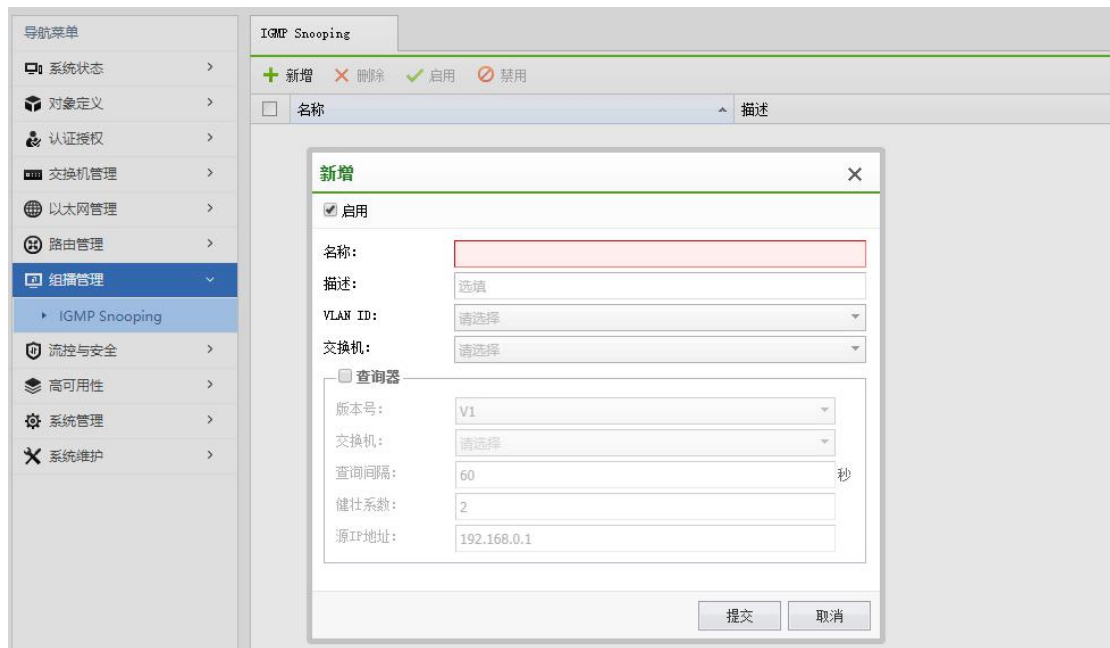 导航菜单
系统状态
对象定义
认证授权
交换机管理
以太网管理
路由管理
组播管理
IGMP Snooping
流控与安全
高可用性
系统管理
系统维护
IGMP Snooping
新增 删除 启用 禁用
名称 描述
新增
启用
名称:
描述: 选填
VLAN ID: 请选择
交换机: 请选择
查询器
版本号: V1
交换机: 请选择
查询间隔: 60 秒
健壮系数: 2
源IP地址: 192.168.0.1
提交 取消